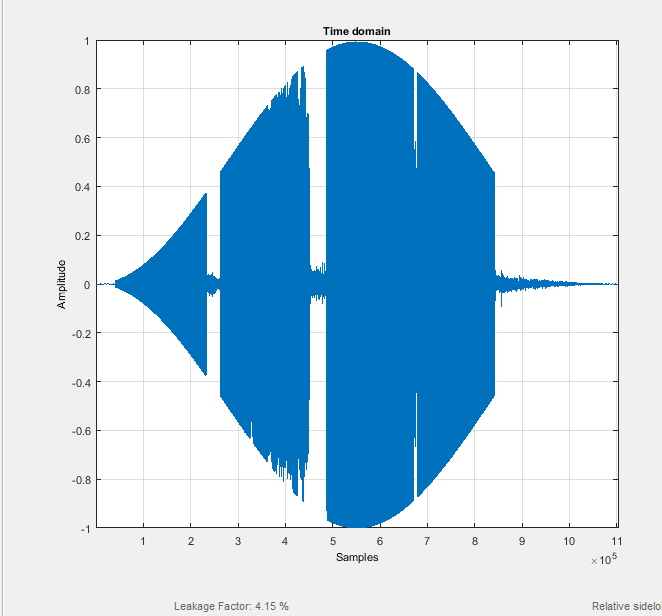 Time domain
1
0.8
0.6
0.4
0.2
0
-0.2
-0.4
-0.6
-0.8
-1
Amplitude
1 2 3 4 5 6 7 8 9 10 11
Samples
×10⁵
Leakage Factor: 4.15 % Relative sidelo